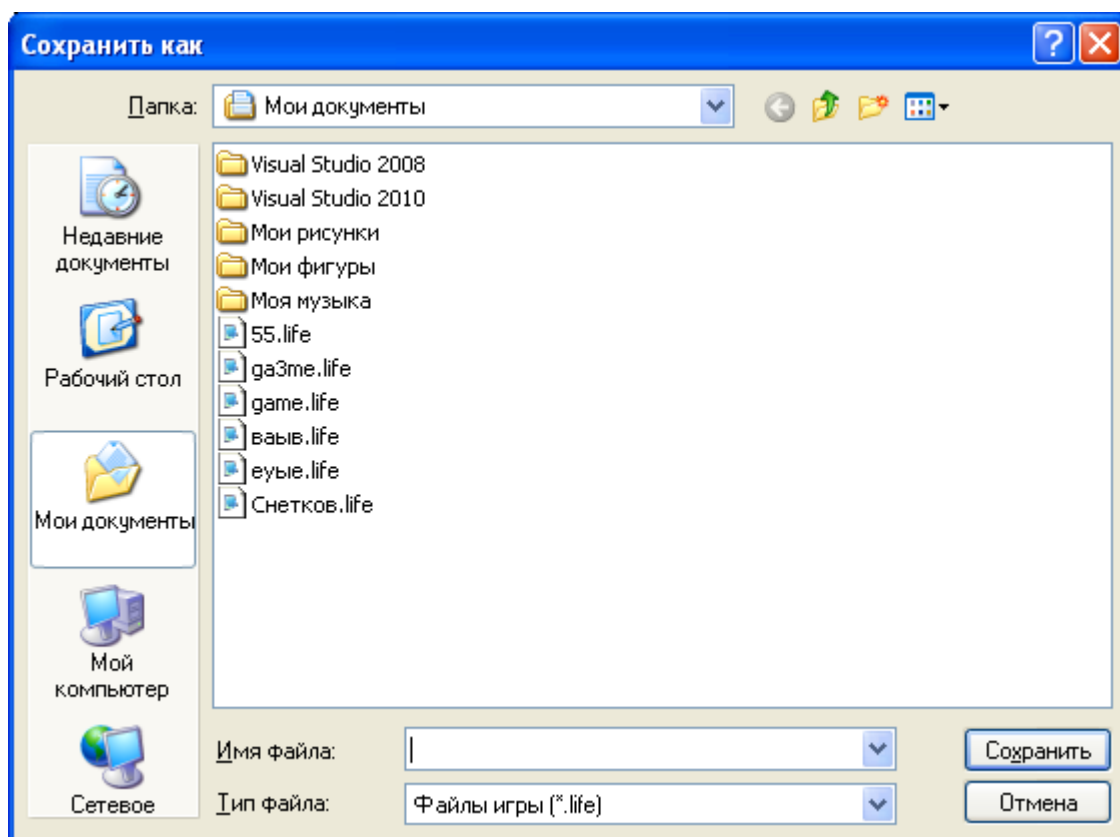 Сохранить как
Папка:
Мои документы
Недавние
документы
Рабочий стол
Мои документы
Мой
компьютер
Сетевое
Visual Studio 2008
Visual Studio 2010
Мои рисунки
Мои фигуры
Моя музыка
55.life
ga3me.life
game.life
ваыв.life
еуые.life
Снетков.life
Имя файла:
Сохранить
Тип файла:
Файлы игры (*.life)
Отмена